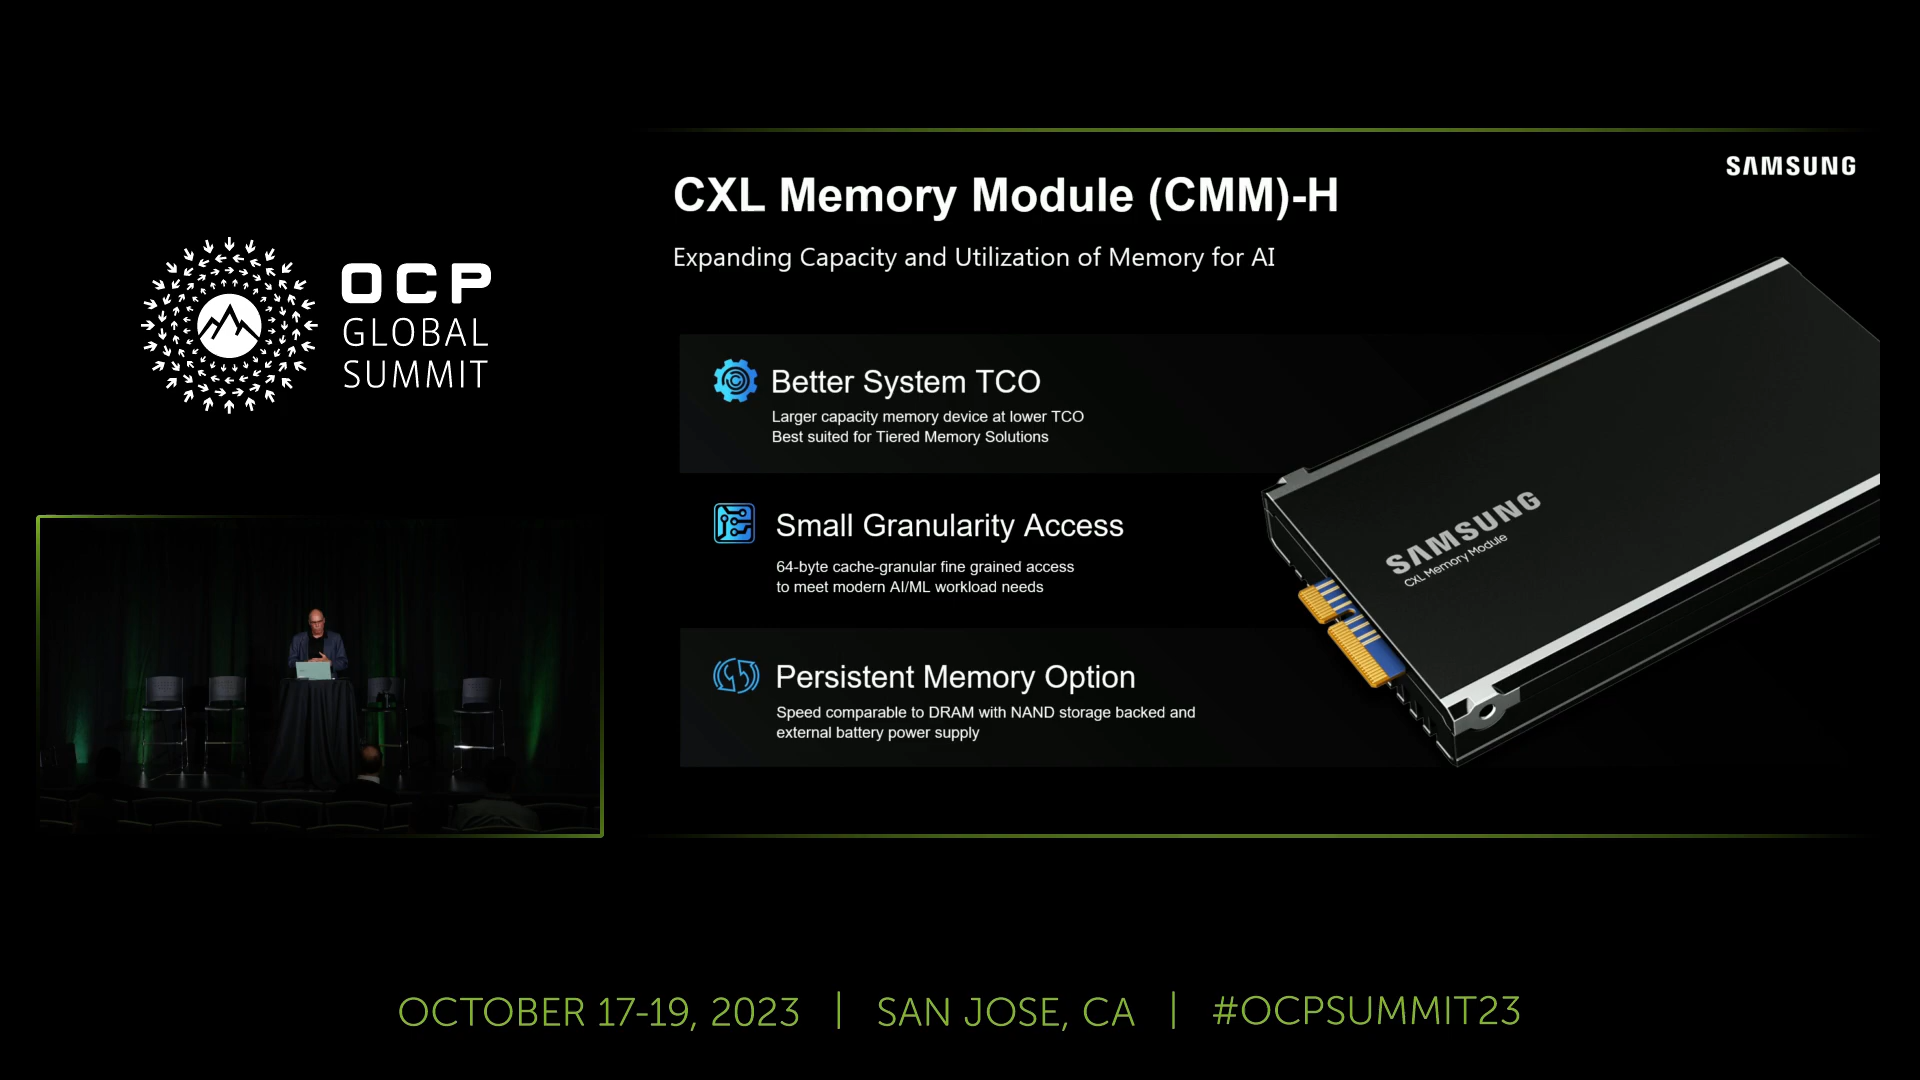 OCP
GLOBAL
SUMMIT
SAMSUNG
CXL Memory Module (CMM)-H
Expanding Capacity and Utilization of Memory for AI
Better System TCO
Larger capacity memory device at lower TCO
Best suited for Tiered Memory Solutions
Small Granularity Access
64-byte cache-granular fine grained access
to meet modern AI/ML workload needs
Persistent Memory Option
Speed comparable to DRAM with NAND storage backed and
external battery power supply
SAMSUNG
CXL Memory Module
OCTOBER 17-19, 2023 | SAN JOSE, CA | #OCPSUMMIT23